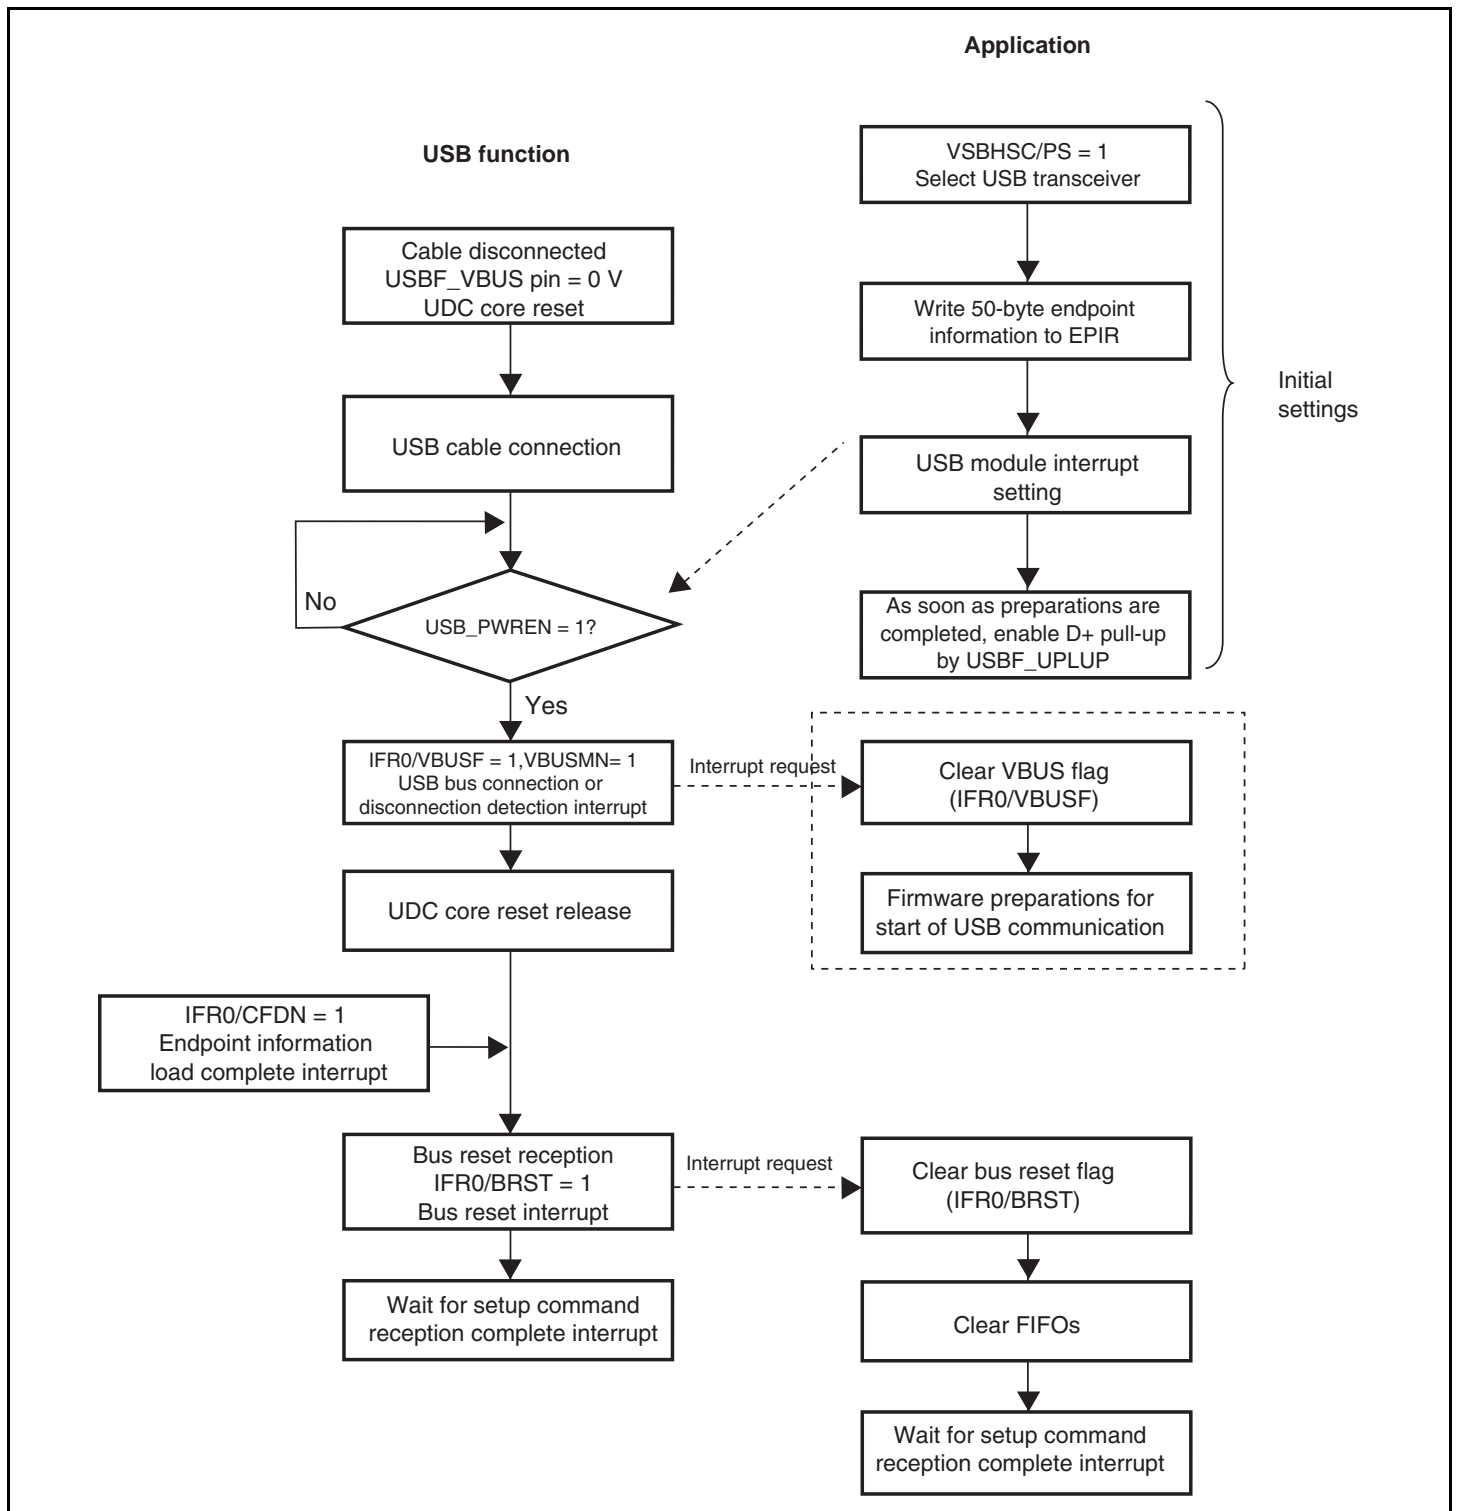 Application
USB function
VSBHSC/PS = 1
Select USB transceiver
Cable disconnected
USBF_VBUS pin = 0 V
UDC core reset
Write 50-byte endpoint
information to EPIR
Initial
settings
USB cable connection
USB module interrupt
setting
No
USB_PWREN = 1?
As soon as preparations are
completed, enable D+ pull-up
by USBF_UPLUP
Yes
IFR0/VBUSF = 1,VBUSMN= 1
USB bus connection or
disconnection detection interrupt
Interrupt request
Clear VBUS flag
(IFR0/VBUSF)
UDC core reset release
Firmware preparations for
start of USB communication
IFR0/CFDN = 1
Endpoint information
load complete interrupt
Bus reset reception
IFR0/BRST = 1
Bus reset interrupt
Interrupt request
Clear bus reset flag
(IFR0/BRST)
Wait for setup command
reception complete interrupt
Clear FIFOs
Wait for setup command
reception complete interrupt